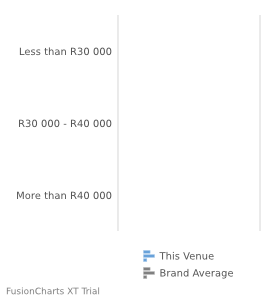 Less than R30 000
R30 000 - R40 000
More than R40 000
This Venue
Brand Average
FusionCharts XT Trial